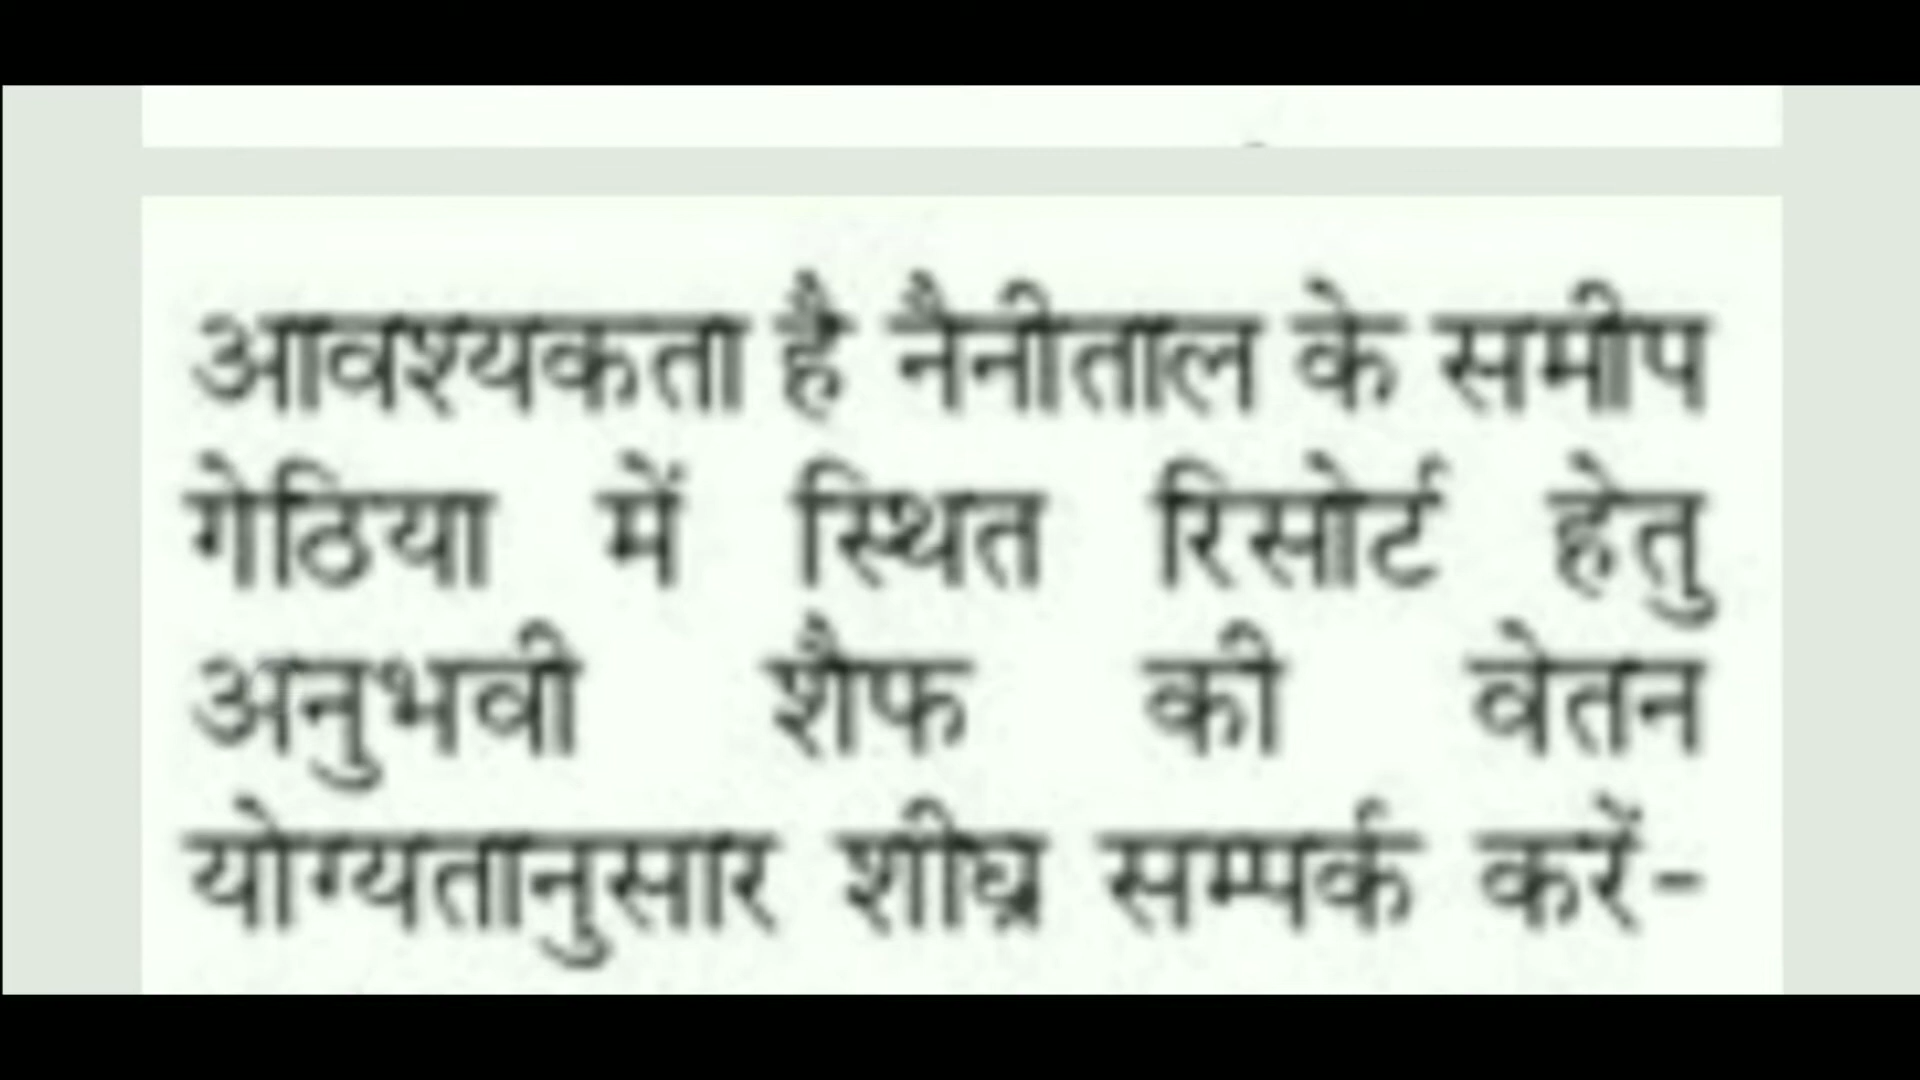 आवश्यकता है नैनीताल के समीप
गेठिया में स्थित रिसोर्ट हेतु
अनुभवी शैफ की वेतन
योग्यतानुसार शीघ्र सम्पर्क करें-